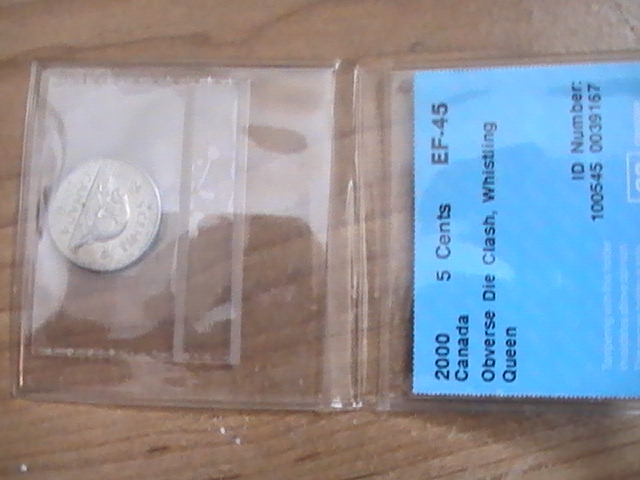 2000
Canada 5 Cents EF-45
Obverse Die Clash, Whistling
Queen
ID Number:
100545 0039167